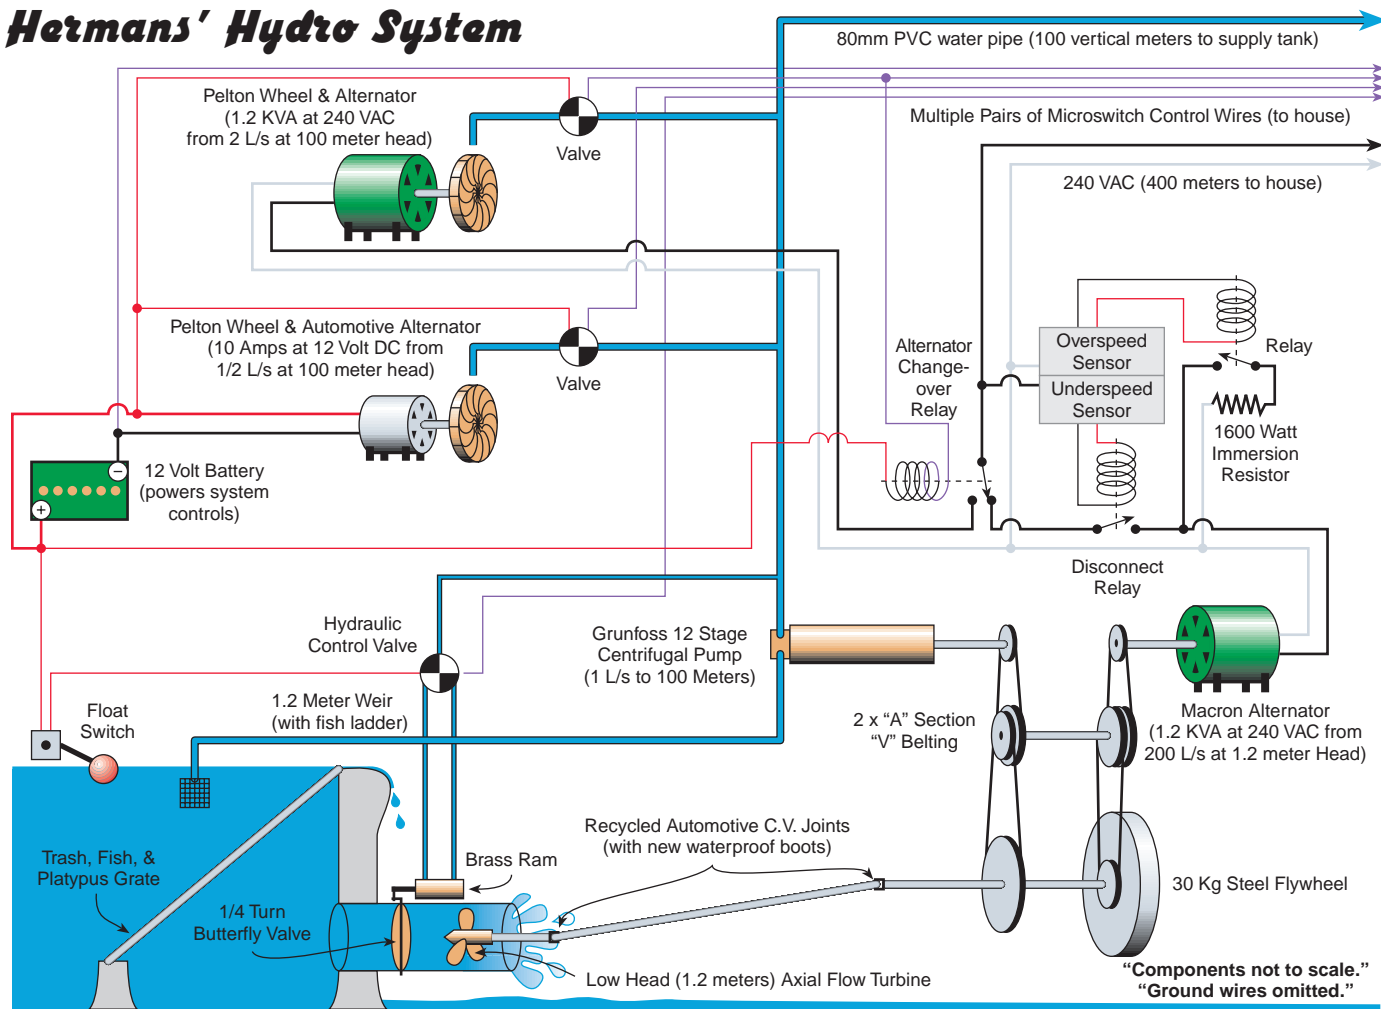 Hermans' Hydro System
80mm PVC water pipe (100 vertical meters to supply tank)
Pelton Wheel & Alternator
(1.2 KVA at 240 VAC
from 2 L/s at 100 meter head)
Valve
Multiple Pairs of Microswitch Control Wires (to house)
240 VAC (400 meters to house)
Pelton Wheel & Automotive Alternator
(10 Amps at 12 Volt DC from
1/2 L/s at 100 meter head)
Valve
Alternator
Change-
over
Relay
Overspeed
Sensor
Underspeed
Sensor
Relay
1600 Watt
Immersion
Resistor
12 Volt Battery
(powers system
controls)
−
+
Disconnect
Relay
Hydraulic
Control Valve
Grunfoss 12 Stage
Centrifugal Pump
(1 L/s to 100 Meters)
Float
Switch
1.2 Meter Weir
(with fish ladder)
2 x “A” Section
“V” Belting
Macron Alternator
(1.2 KVA at 240 VAC from
200 L/s at 1.2 meter Head)
Trash, Fish, &
Platypus Grate
Brass Ram
Recycled Automotive C.V. Joints
(with new waterproof boots)
30 Kg Steel Flywheel
1/4 Turn
Butterfly Valve
Low Head (1.2 meters) Axial Flow Turbine
“Components not to scale.”
“Ground wires omitted.”